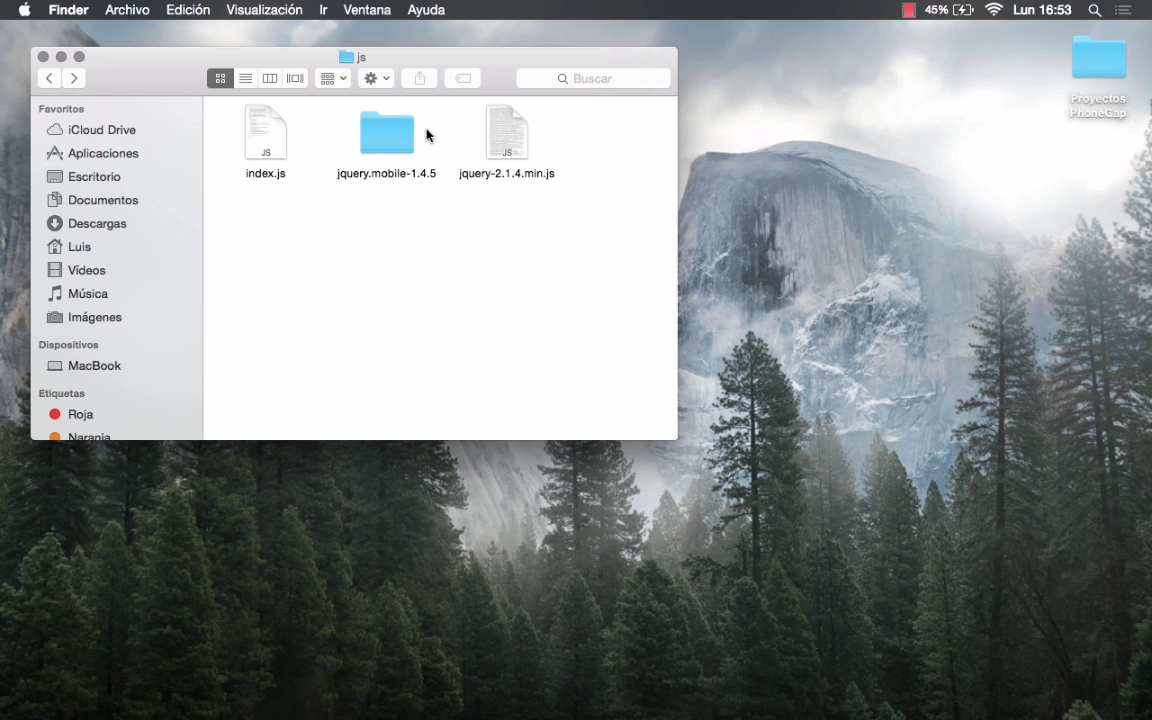 Finder Archivo Edición Visualización Ir Ventana Ayuda 45% Lun 16:53
js
Buscar
Favoritos
iCloud Drive
Aplicaciones
Escritorio
Documentos
Descargas
Luis
Vídeos
Música
Imágenes
Dispositivos
MacBook
Etiquetas
Roja
Naranja
JS
index.js
jquery.mobile-1.4.5
JS
jquery-2.1.4.min.js
Proyectos
PhoneGap